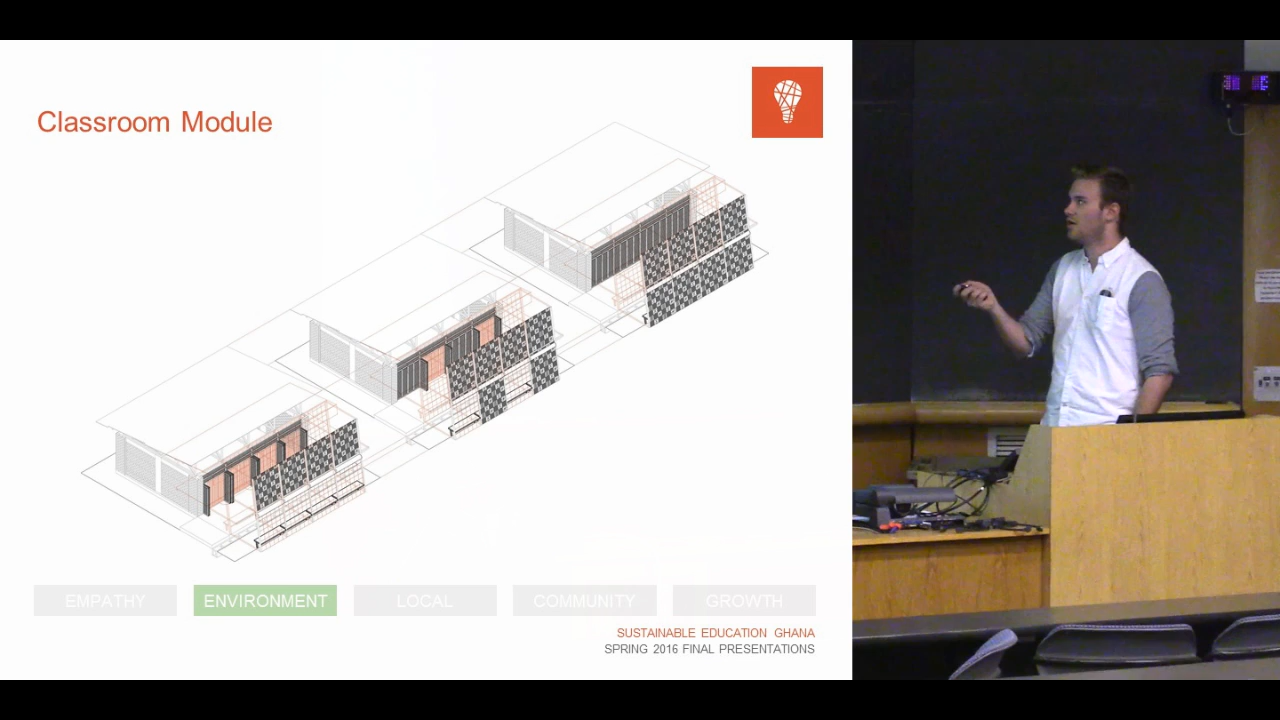 Classroom Module
EMPATHY
ENVIRONMENT
LOCAL
COMMUNITY
GROWTH
SUSTAINABLE EDUCATION GHANA
SPRING 2016 FINAL PRESENTATIONS